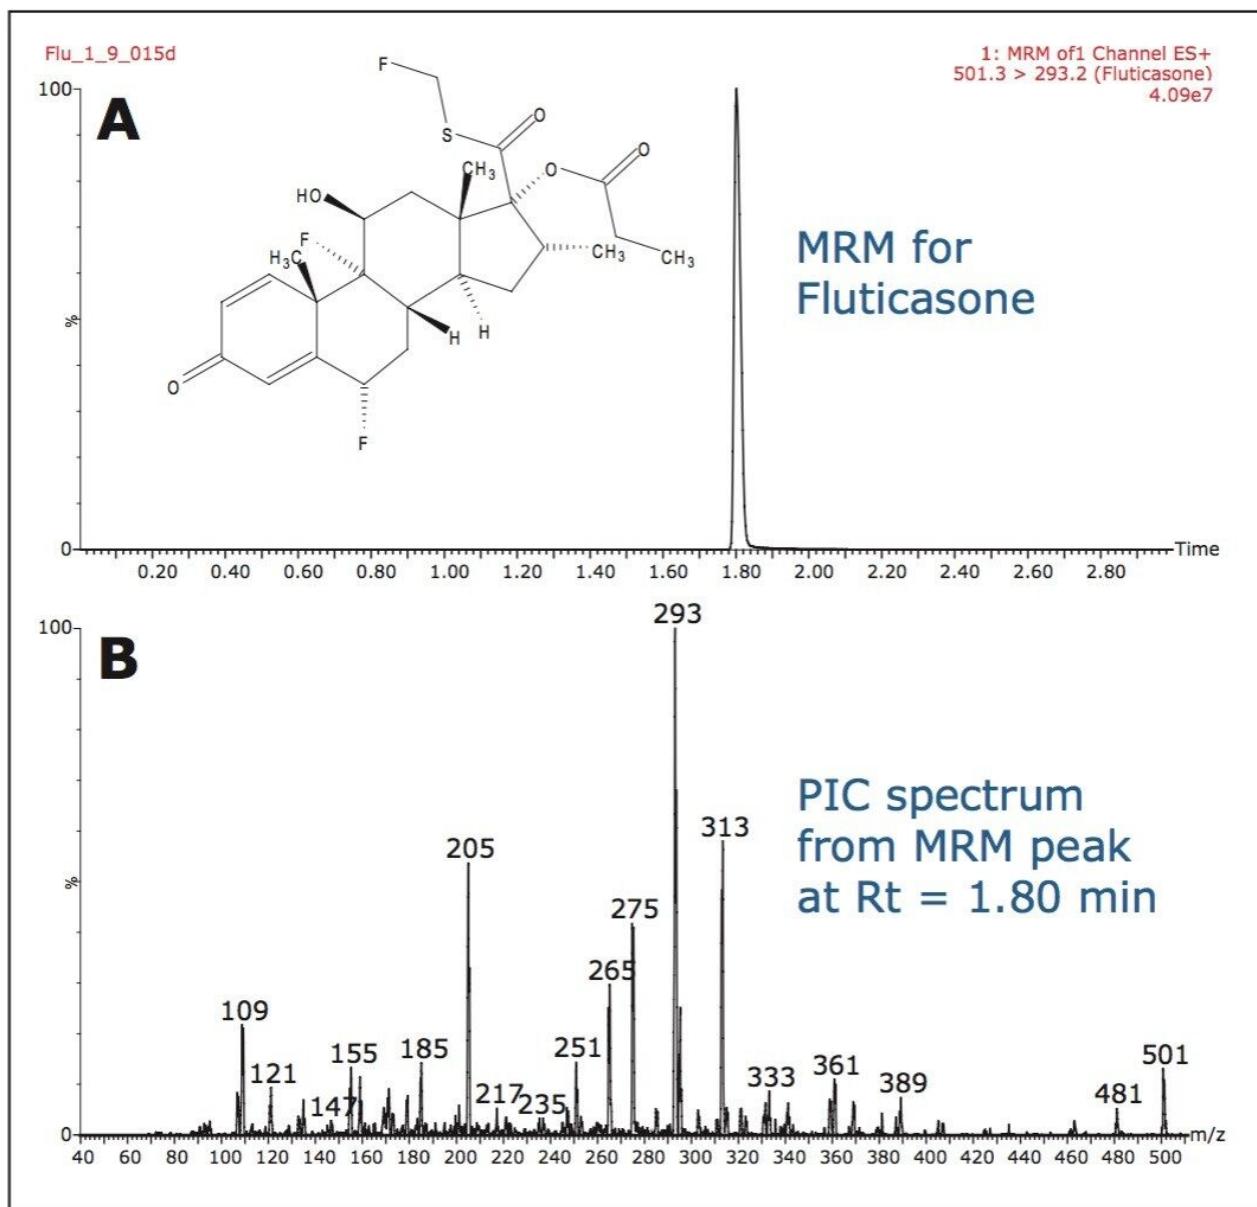 Flu_1_9_015d
1: MRM of1 Channel ES+
501.3 > 293.2 (Fluticasone)
4.09e7
100
A
F
S
O
O
O
CH3
HO
F
H3C
CH3
CH3
H
H
O
F
%
MRM for
Fluticasone
0
Time
0.20 0.40 0.60 0.80 1.00 1.20 1.40 1.60 1.80 2.00 2.20 2.40 2.60 2.80
100
B
293
313
205
275
265
109
121
147
155
185
217
235
251
333
361
389
481
501
%
PIC spectrum
from MRM peak
at Rt = 1.80 min
0
m/z
40 60 80 100 120 140 160 180 200 220 240 260 280 300 320 340 360 380 400 420 440 460 480 500